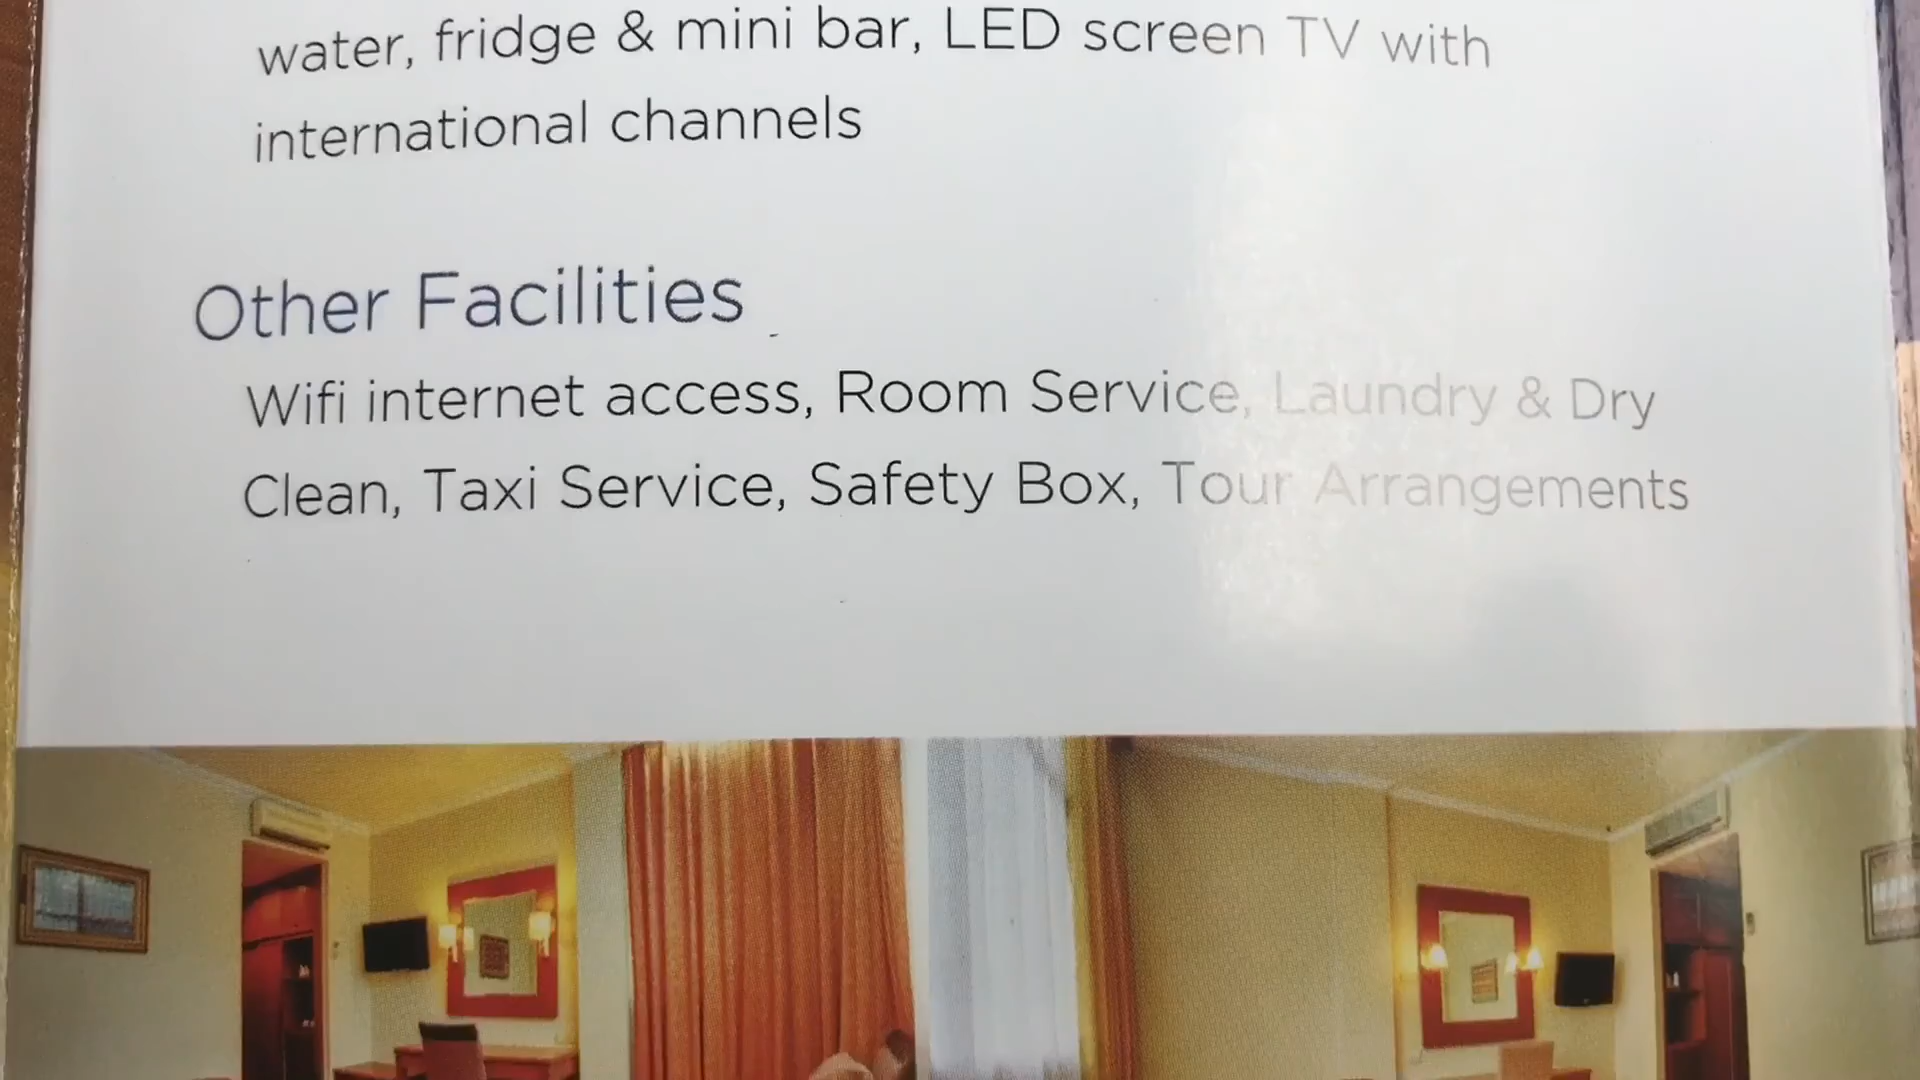 water, fridge & mini bar, LED screen TV with
international channels
Other Facilities
Wifi internet access, Room Service, Laundry & Dry
Clean, Taxi Service, Safety Box, Tour Arrangements